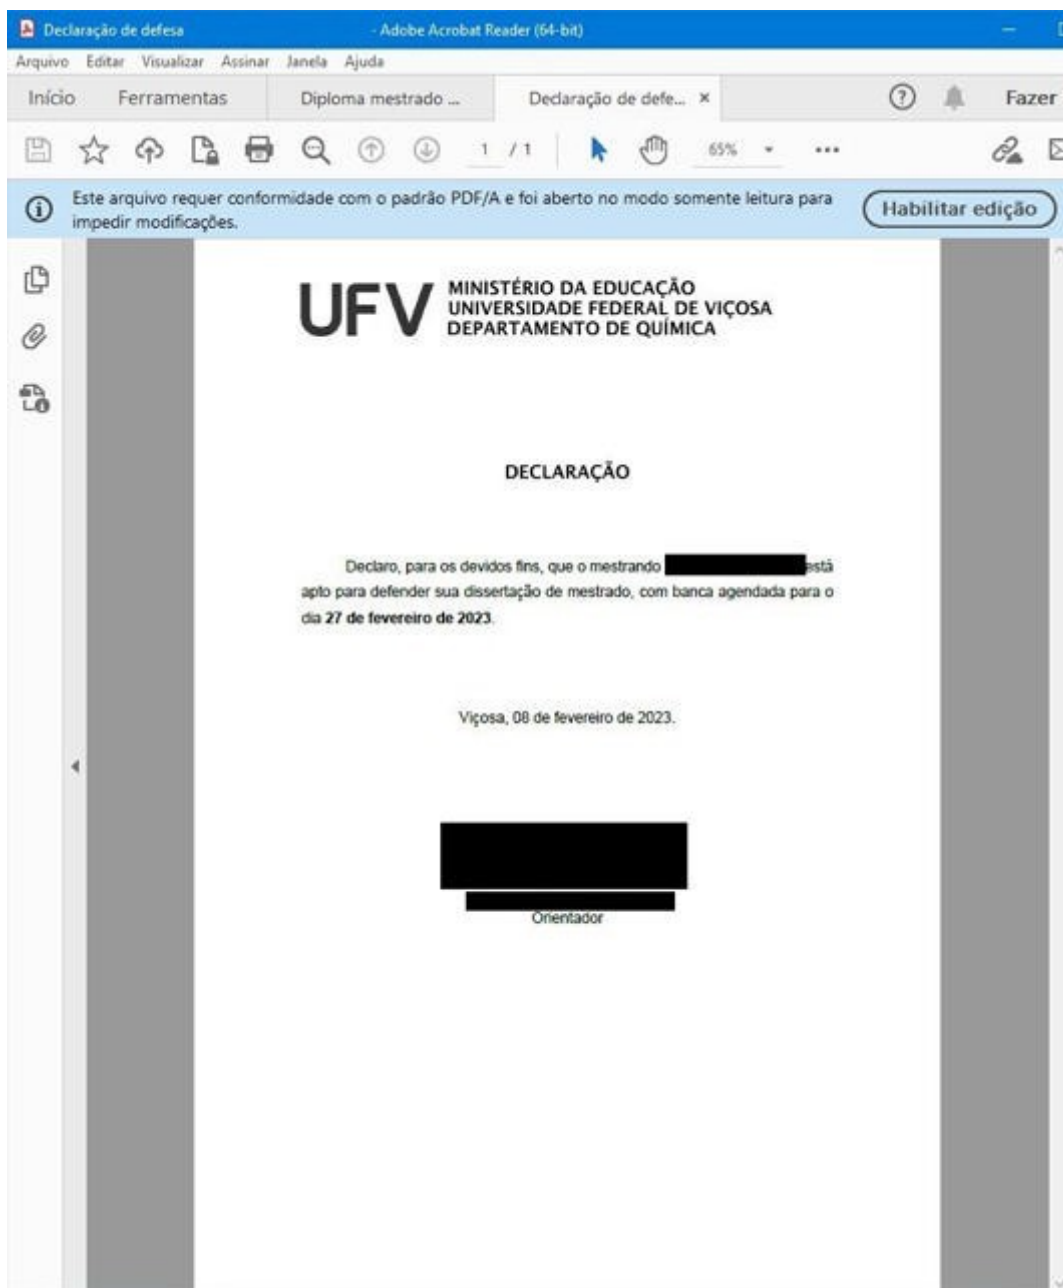 Declaração de defesa - Adobe Acrobat Reader (64-bit)
Arquivo Editar Visualizar Assinar Janela Ajuda
Início Ferramentas Diploma mestrado ... Declaração de defe... ×
1 / 1 65% Fazer
Este arquivo requer conformidade com o padrão PDF/A e foi aberto no modo somente leitura para
impedir modificações.
Habilitar edição
UFV
MINISTÉRIO DA EDUCAÇÃO
UNIVERSIDADE FEDERAL DE VIÇOSA
DEPARTAMENTO DE QUÍMICA
DECLARAÇÃO
Declaro, para os devidos fins, que o mestrando está
apto para defender sua dissertação de mestrado, com banca agendada para o
dia 27 de fevereiro de 2023.
Viçosa, 08 de fevereiro de 2023.
Orientador